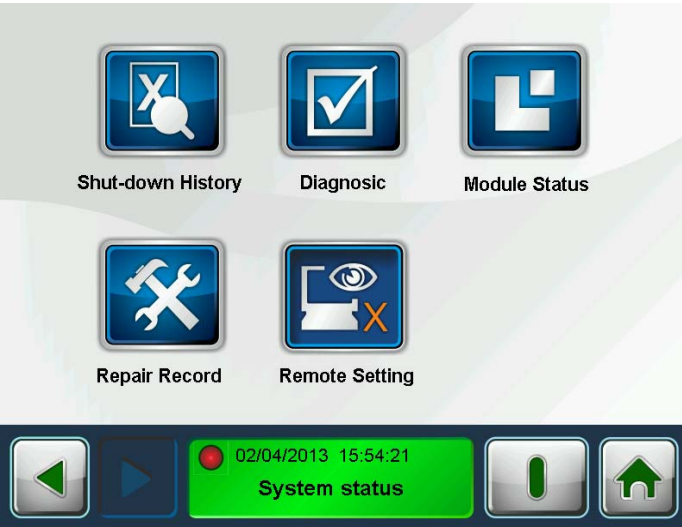 Shut-down History
Diagnosic
Module Status
Repair Record
Remote Setting
02/04/2013 15:54:21
System status